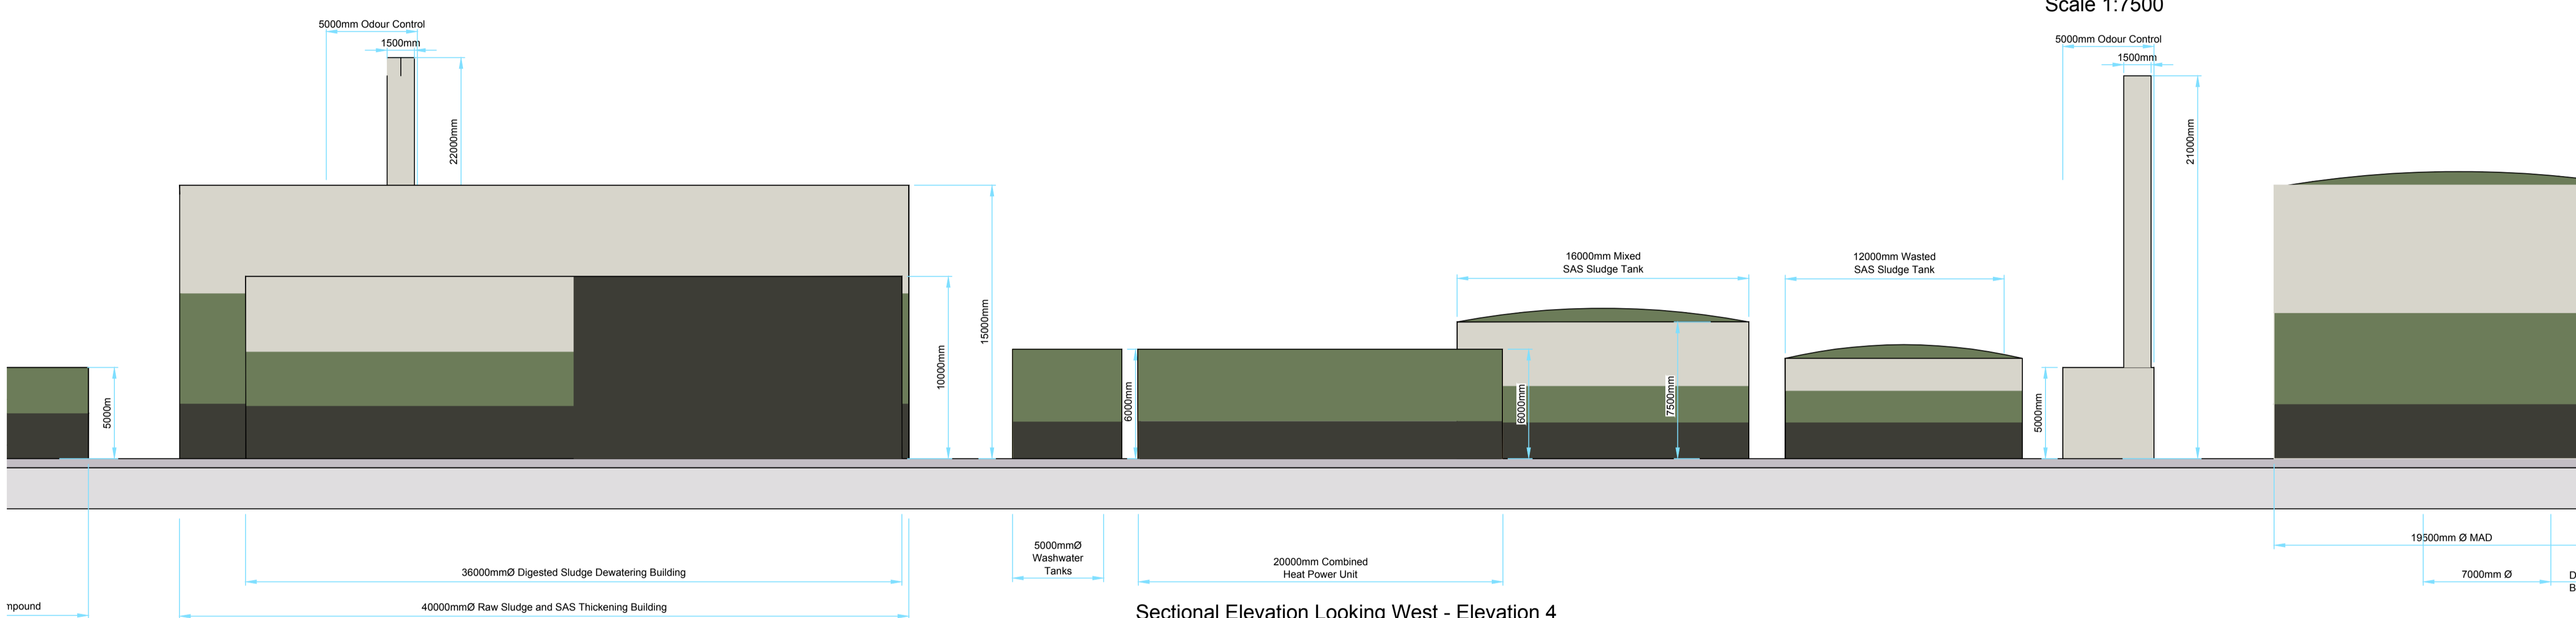 Scale 1:7500
5000mm Odour Control
1500mm
22000mm
5000mm Odour Control
1500mm
21000mm
16000mm Mixed
SAS Sludge Tank
12000mm Wasted
SAS Sludge Tank
5000m
10000mm
15000mm
6000mm
6000mm
7500mm
5000mm
36000mmØ Digested Sludge Dewatering Building
40000mmØ Raw Sludge and SAS Thickening Building
5000mmØ
Washwater
Tanks
20000mm Combined
Heat Power Unit
19500mm Ø MAD
7000mm Ø
D
B
mpound
Sectional Elevation Looking West - Elevation 4